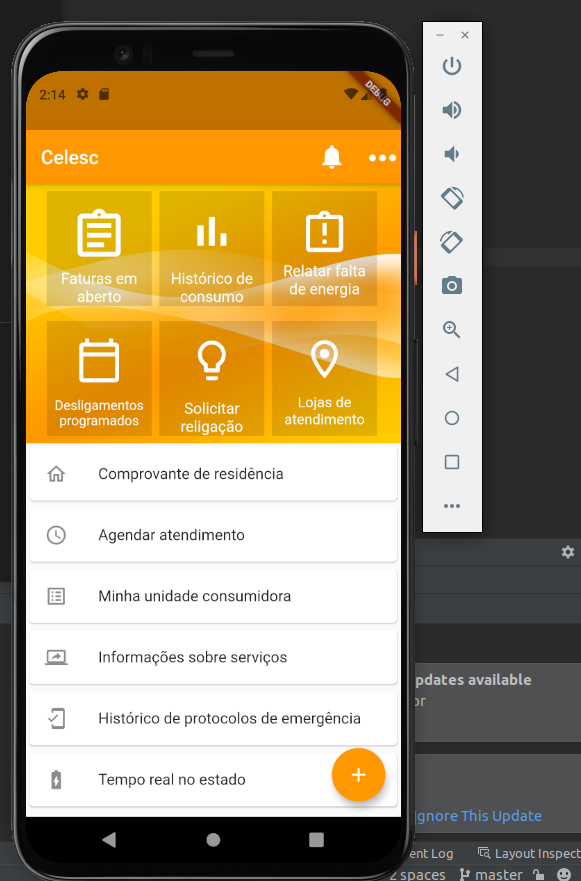 2:14
DEBUG
Celesc
Faturas em
aberto
Histórico de
consumo
Relatar falta
de energia
Desligamentos
programados
Solicitar
religação
Lojas de
atendimento
Comprovante de residência
Agendar atendimento
Minha unidade consumidora
Informações sobre serviços
Histórico de protocolos de emergência
Tempo real no estado
pdates available
or
gnore This Update
ent Log
Layout Inspect
2 spaces
master